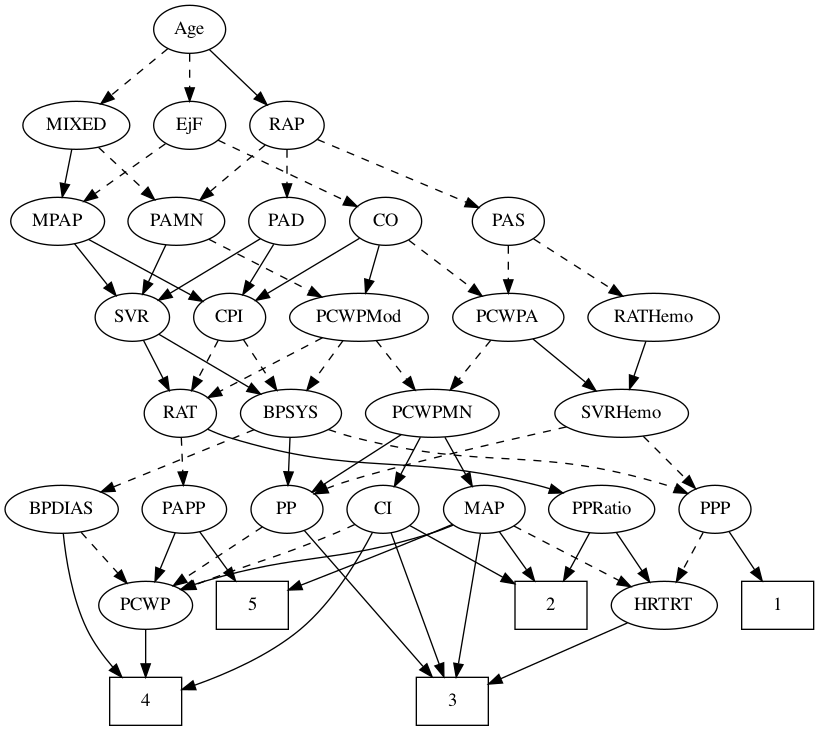 Age
MIXED
EjF
RAP
MPAP
PAMN
PAD
CO
PAS
SVR
CPI
PCWPMod
PCWPA
RATHemo
RAT
BPSYS
PCWPMN
SVRHemo
BPDIAS
PAPP
PP
CI
MAP
PPRatio
PPP
PCWP
5
2
HRTRT
1
4
3